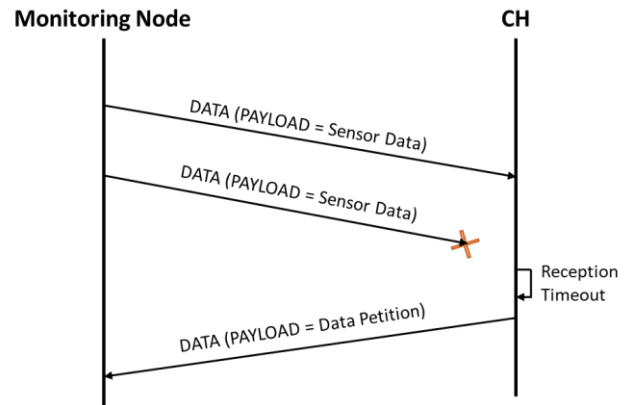 Monitoring Node
CH
DATA (PAYLOAD = Sensor Data)
DATA (PAYLOAD = Sensor Data)
Reception
Timeout
DATA (PAYLOAD = Data Petition)